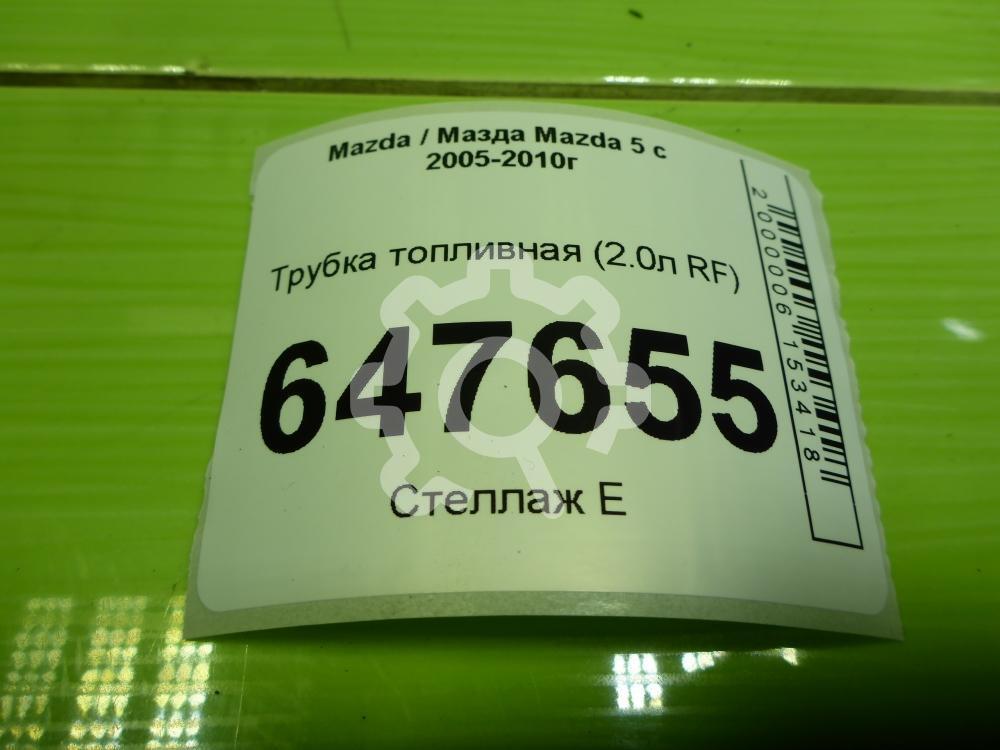 Mazda / Мазда Mazda 5 с
2005-2010г
Трубка топливная (2.0л RF)
647655
Стеллаж Е
2000006153418